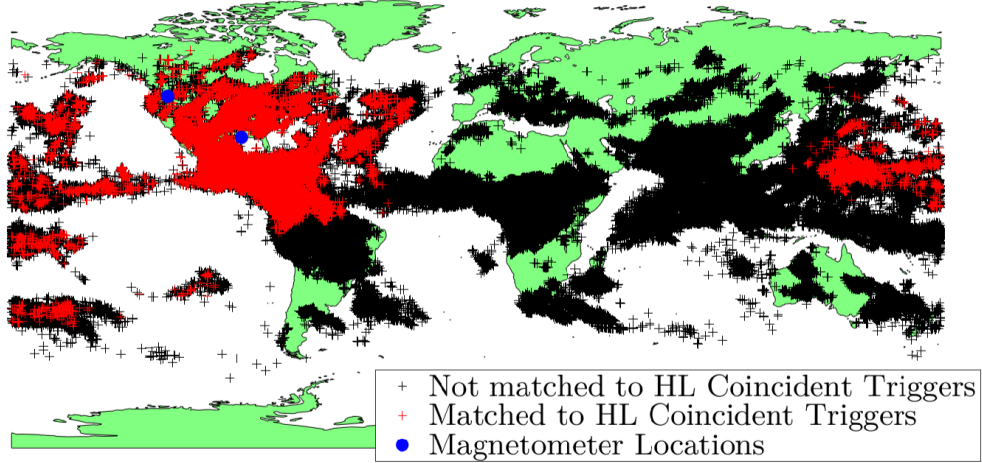 Not matched to HL Coincident Triggers
Matched to HL Coincident Triggers
Magnetometer Locations